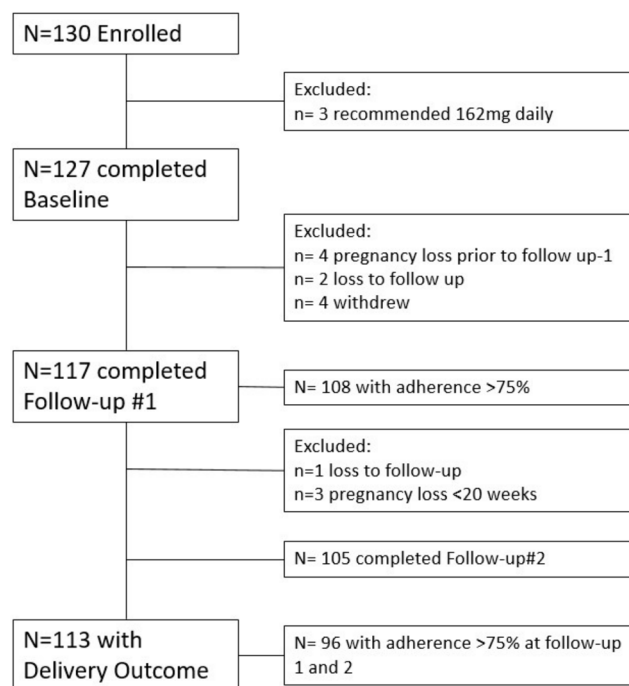 N=130 Enrolled
Excluded:
n= 3 recommended 162mg daily
N=127 completed
Baseline
Excluded:
n= 4 pregnancy loss prior to follow up-1
n= 2 loss to follow up
n= 4 withdrew
N=117 completed
Follow-up #1
N= 108 with adherence >75%
Excluded:
n=1 loss to follow-up
n=3 pregnancy loss <20 weeks
N= 105 completed Follow-up#2
N=113 with
Delivery Outcome
N= 96 with adherence >75% at follow-up
1 and 2